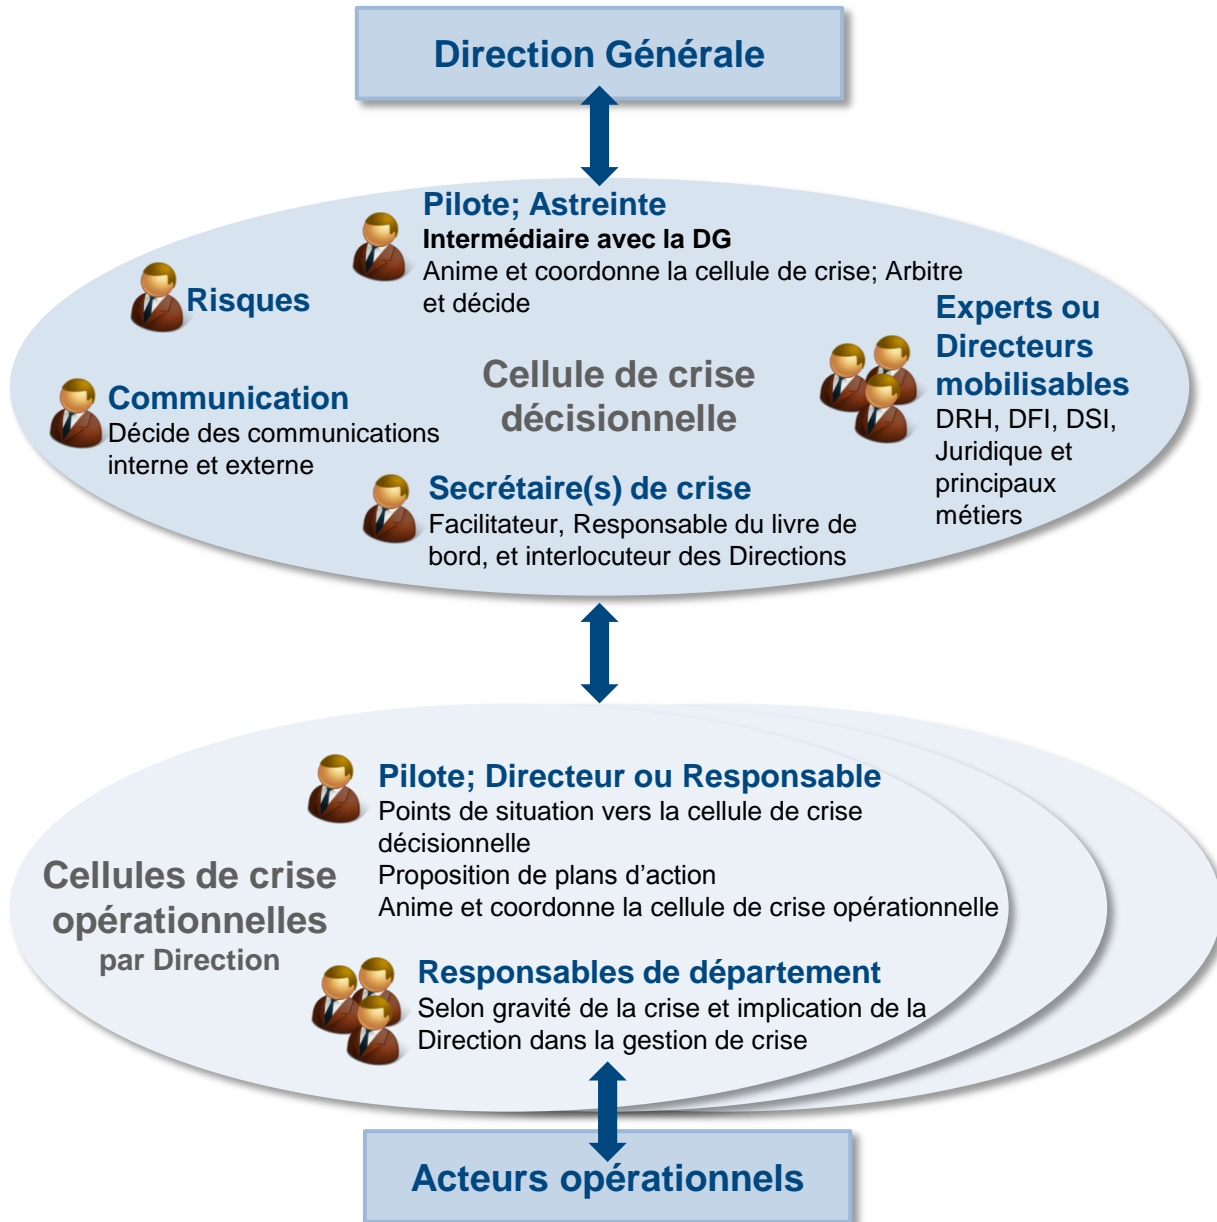 Direction Générale
Pilote; Astreinte
Intermédiaire avec la DG
Anime et coordonne la cellule de crise; Arbitre
et décide
Risques
Experts ou
Directeurs
mobilisables
DRH, DFI, DSI,
Juridique et
principaux
métiers
Cellule de crise
décisionnelle
Communication
Décide des communications
interne et externe
Secrétaire(s) de crise
Facilitateur, Responsable du livre de
bord, et interlocuteur des Directions
Pilote; Directeur ou Responsable
Points de situation vers la cellule de crise
décisionnelle
Proposition de plans d’action
Anime et coordonne la cellule de crise opérationnelle
Cellules de crise
opérationnelles
par Direction
Responsables de département
Selon gravité de la crise et implication de la
Direction dans la gestion de crise
Acteurs opérationnels